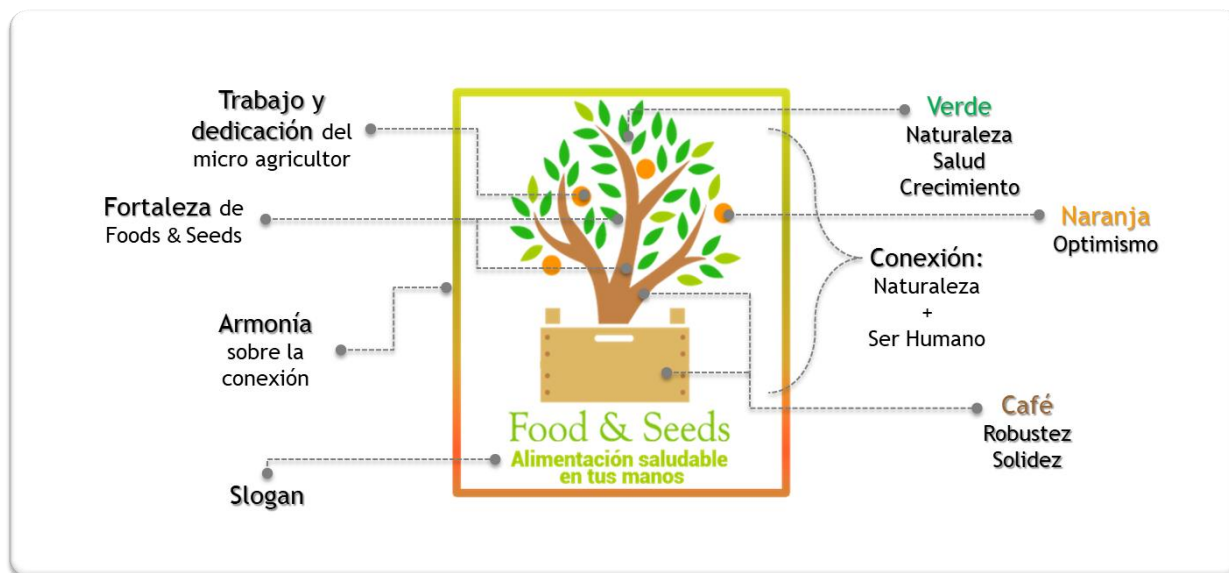 Trabajo y
dedicación del
micro agricultor
Fortaleza de
Foods & Seeds
Armonía
sobre la
conexión
Slogan
Food & Seeds
Alimentación saludable
en tus manos
Verde
Naturaleza
Salud
Crecimiento
Naranja
Optimismo
Conexión:
Naturaleza
+
Ser Humano
Café
Robustez
Solidez